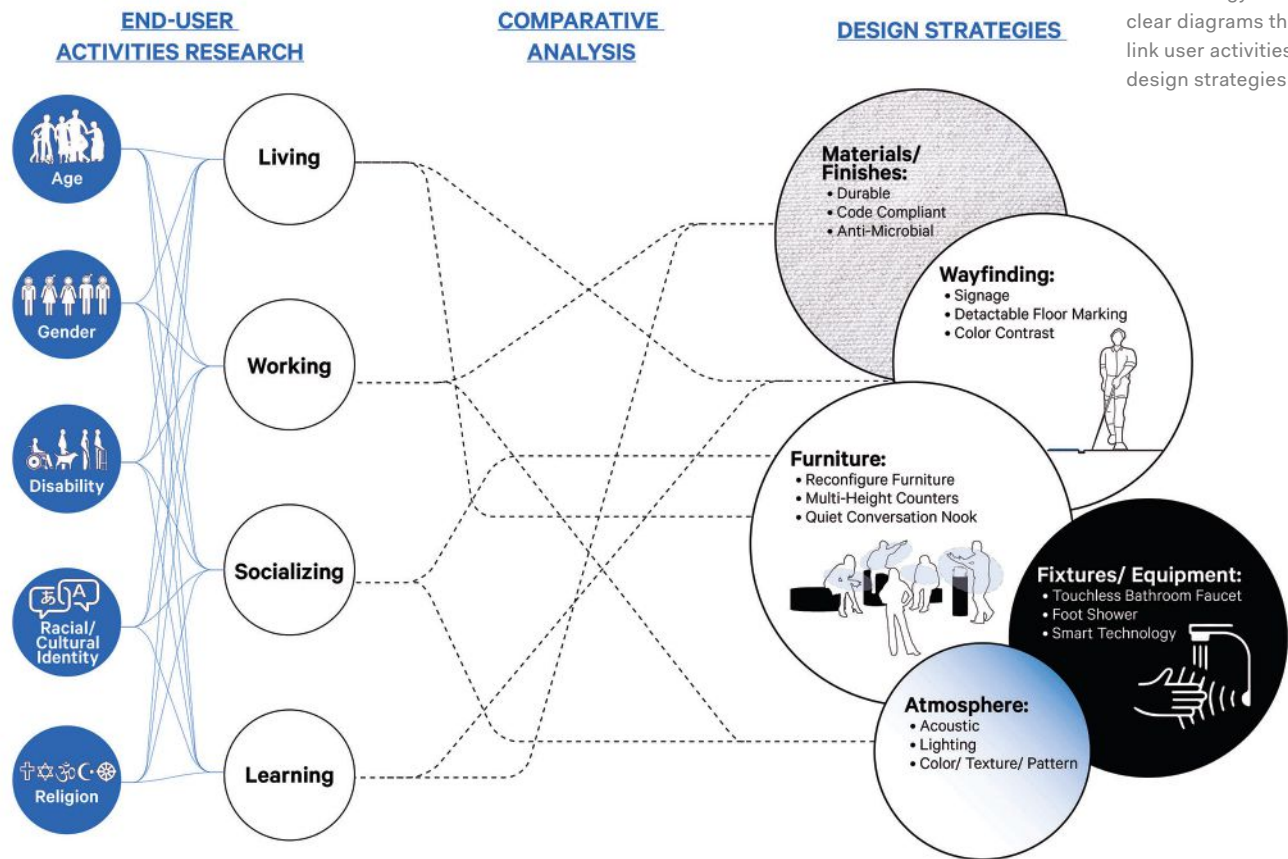 END-USER
ACTIVITIES RESEARCH
COMPARATIVE
ANALYSIS
DESIGN STRATEGIES
clear diagrams th
link user activities
design strategies
Age
Gender
Disability
あ A
Racial/
Cultural
Identity
Religion
Living
Working
Socializing
Learning
Materials/
Finishes:
• Durable
• Code Compliant
• Anti-Microbial
Wayfinding:
• Signage
• Detactable Floor Marking
• Color Contrast
Furniture:
• Reconfigure Furniture
• Multi-Height Counters
• Quiet Conversation Nook
Fixtures/ Equipment:
• Touchless Bathroom Faucet
• Foot Shower
• Smart Technology
Atmosphere:
• Acoustic
• Lighting
• Color/ Texture/ Pattern